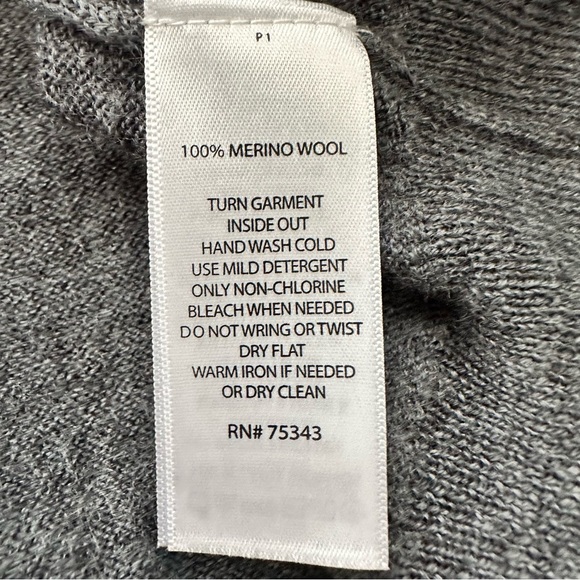 P1
100% MERINO WOOL
TURN GARMENT
INSIDE OUT
HAND WASH COLD
USE MILD DETERGENT
ONLY NON-CHLORINE
BLEACH WHEN NEEDED
DO NOT WRING OR TWIST
DRY FLAT
WARM IRON IF NEEDED
OR DRY CLEAN
RN# 75343